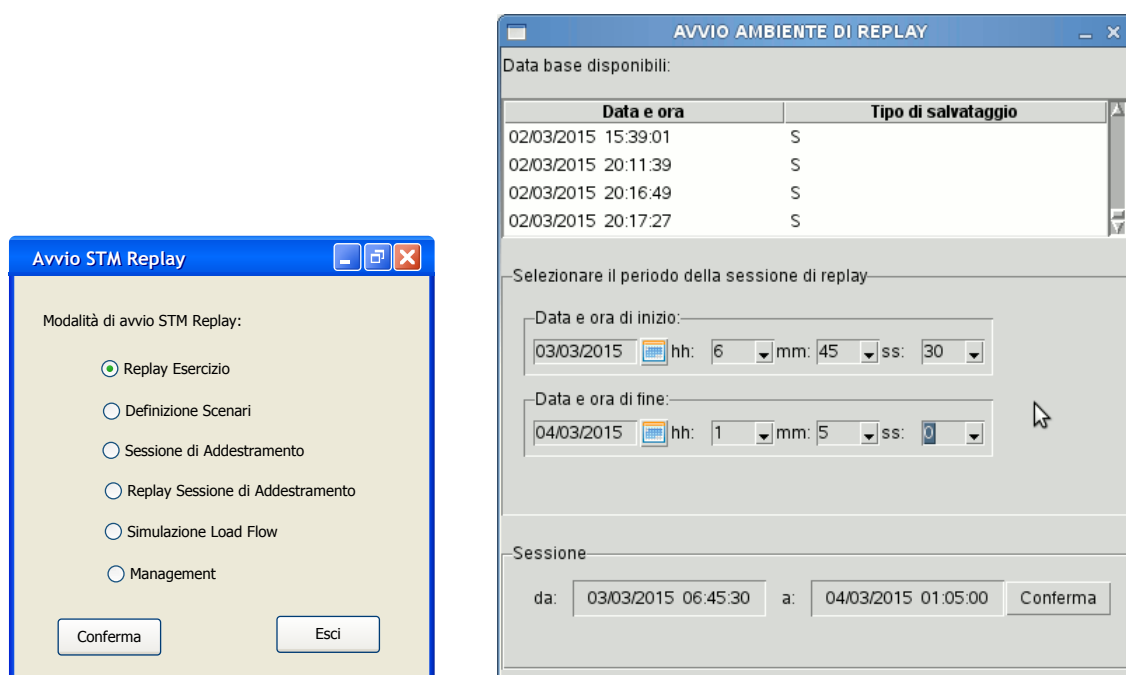 Avvio STM Replay
Modalità di avvio STM Replay:
Replay Esercizio
Definizione Scenari
Sessione di Addestramento
Replay Sessione di Addestramento
Simulazione Load Flow
Management
Conferma Esci
AVVIO AMBIENTE DI REPLAY
Data base disponibili:
Data e ora Tipo di salvataggio
02/03/2015 15:39:01 S
02/03/2015 20:11:39 S
02/03/2015 20:16:49 S
02/03/2015 20:17:27 S
Selezionare il periodo della sessione di replay
Data e ora di inizio:
03/03/2015 hh: 6 mm: 45 ss: 30
Data e ora di fine:
04/03/2015 hh: 1 mm: 5 ss: 0
Sessione
da: 03/03/2015 06:45:30 a: 04/03/2015 01:05:00 Conferma